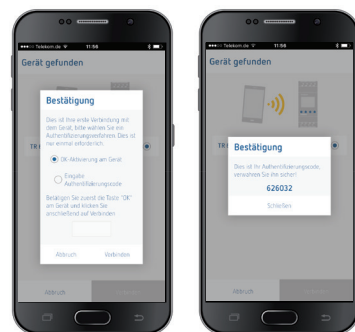 Telekom.de
11:56
Gerät gefunden
Bestätigung
Dies ist Ihre erste Verbindung mit
dem Gerät, bitte wählen Sie ein
Authentifizierungsverfahren. Dies ist
nur einmal erforderlich.
OK-Aktivierung am Gerät
Eingabe
Authentifizierungscode
Betätigen Sie zuerst die Taste "OK"
am Gerät und klicken Sie
anschließend auf Verbinden
Abbruch Verbinden
Abbruch
Telekom.de
11:56
Gerät gefunden
Bestätigung
Dies ist Ihr Authentifizierungscode,
verwahren Sie ihn sicher!
626032
Schließen
Abbruch